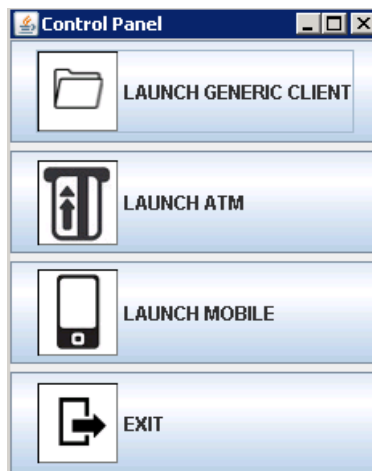 Control Panel
LAUNCH GENERIC CLIENT
LAUNCH ATM
LAUNCH MOBILE
EXIT